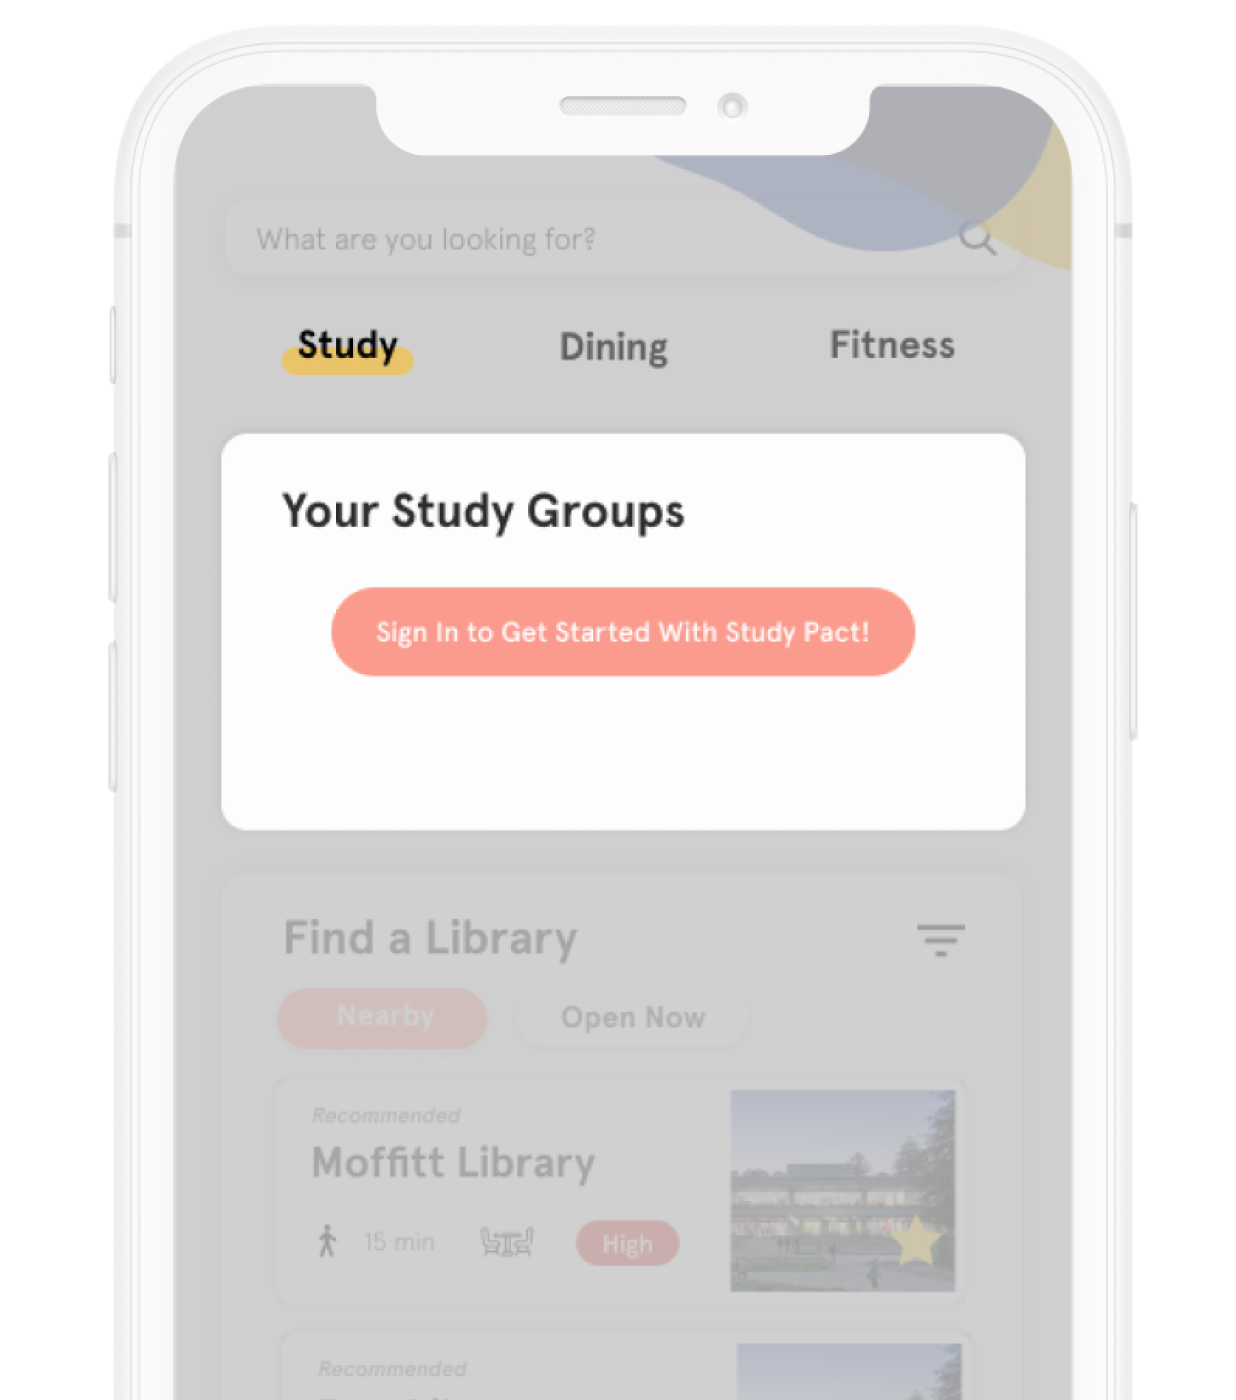 What are you looking for?
Study Dining Fitness
Your Study Groups
Sign In to Get Started With Study Pact!
Find a Library
Nearby Open Now
Recommended
Moffitt Library
15 min High
Recommended